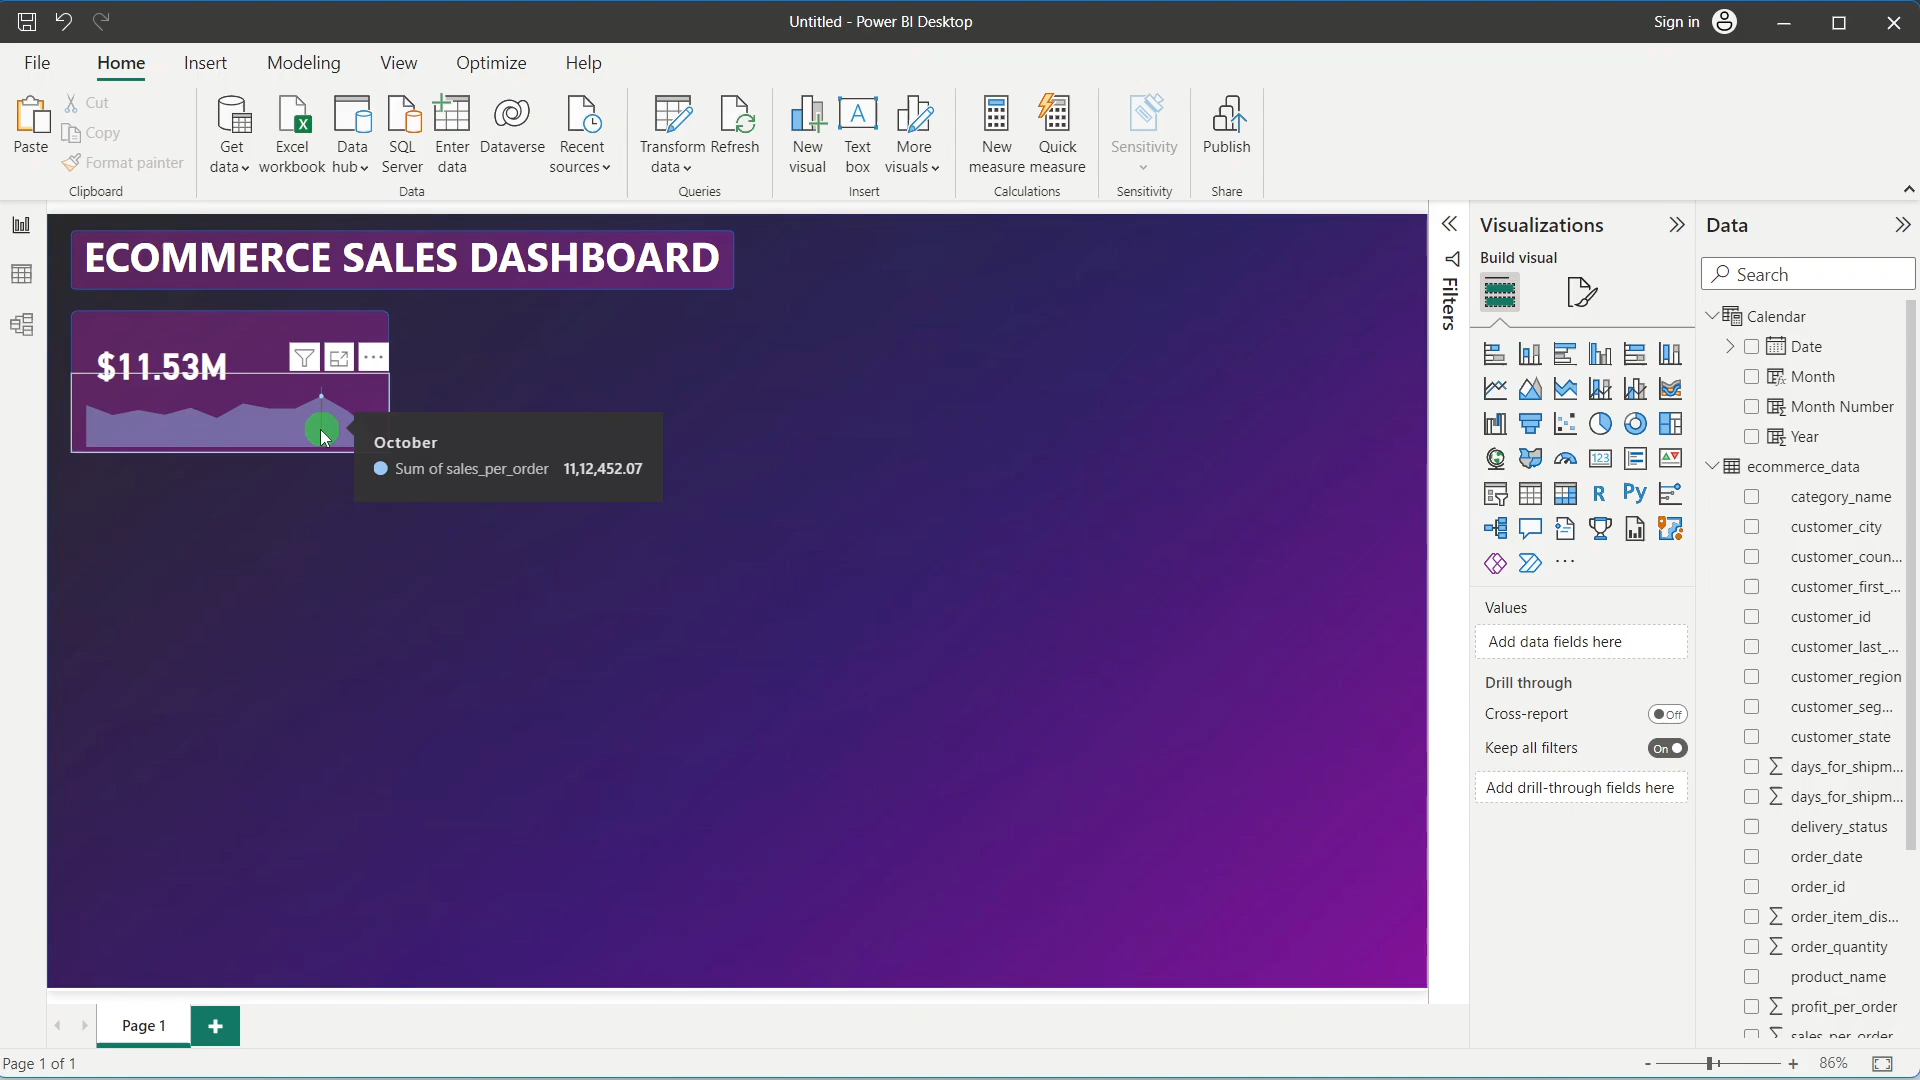 Untitled - Power BI Desktop
Sign in
File
Home
Insert
Modeling
View
Optimize
Help
Paste
Cut
Copy
Format painter
Clipboard
Get
data
Excel
workbook
Data
hub
SQL
Server
Enter
data
Dataverse
Recent
sources
Data
Transform
data
Refresh
Queries
New
visual
A
Text
box
More
visuals
Insert
New
measure
Quick
measure
Calculations
Sensitivity
Sensitivity
Publish
Share
ECOMMERCE SALES DASHBOARD
$11.53M
October
Sum of sales_per_order 11,12,452.07
Filters
Visualizations
Build visual
123
R
Py
Values
Add data fields here
Drill through
Cross-report
Off
Keep all filters
On
Add drill-through fields here
Data
Search
Calendar
Date
Month
Month Number
Year
ecommerce_data
category_name
customer_city
customer_coun...
customer_first_...
customer_id
customer_last_...
customer_region
customer_seg...
customer_state
days_for_shipm...
days_for_shipm...
delivery_status
order_date
order_id
order_item_dis...
order_quantity
product_name
profit_per_order
sales_per_order
Page 1
Page 1 of 1
86%